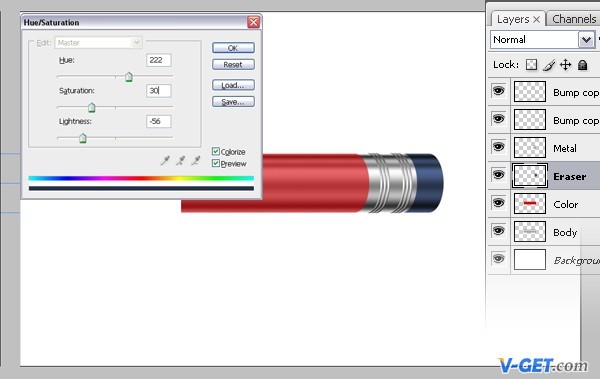 Hue/Saturation
Edit: Master
Hue: 222
Saturation: 30
Lightness: -56
OK
Reset
Load...
Save...
Colorize
Preview
Layers × Channels
Normal
Lock:
Bump cop
Bump cop
Metal
Eraser
Color
Body
Backgroun
V-GET.com